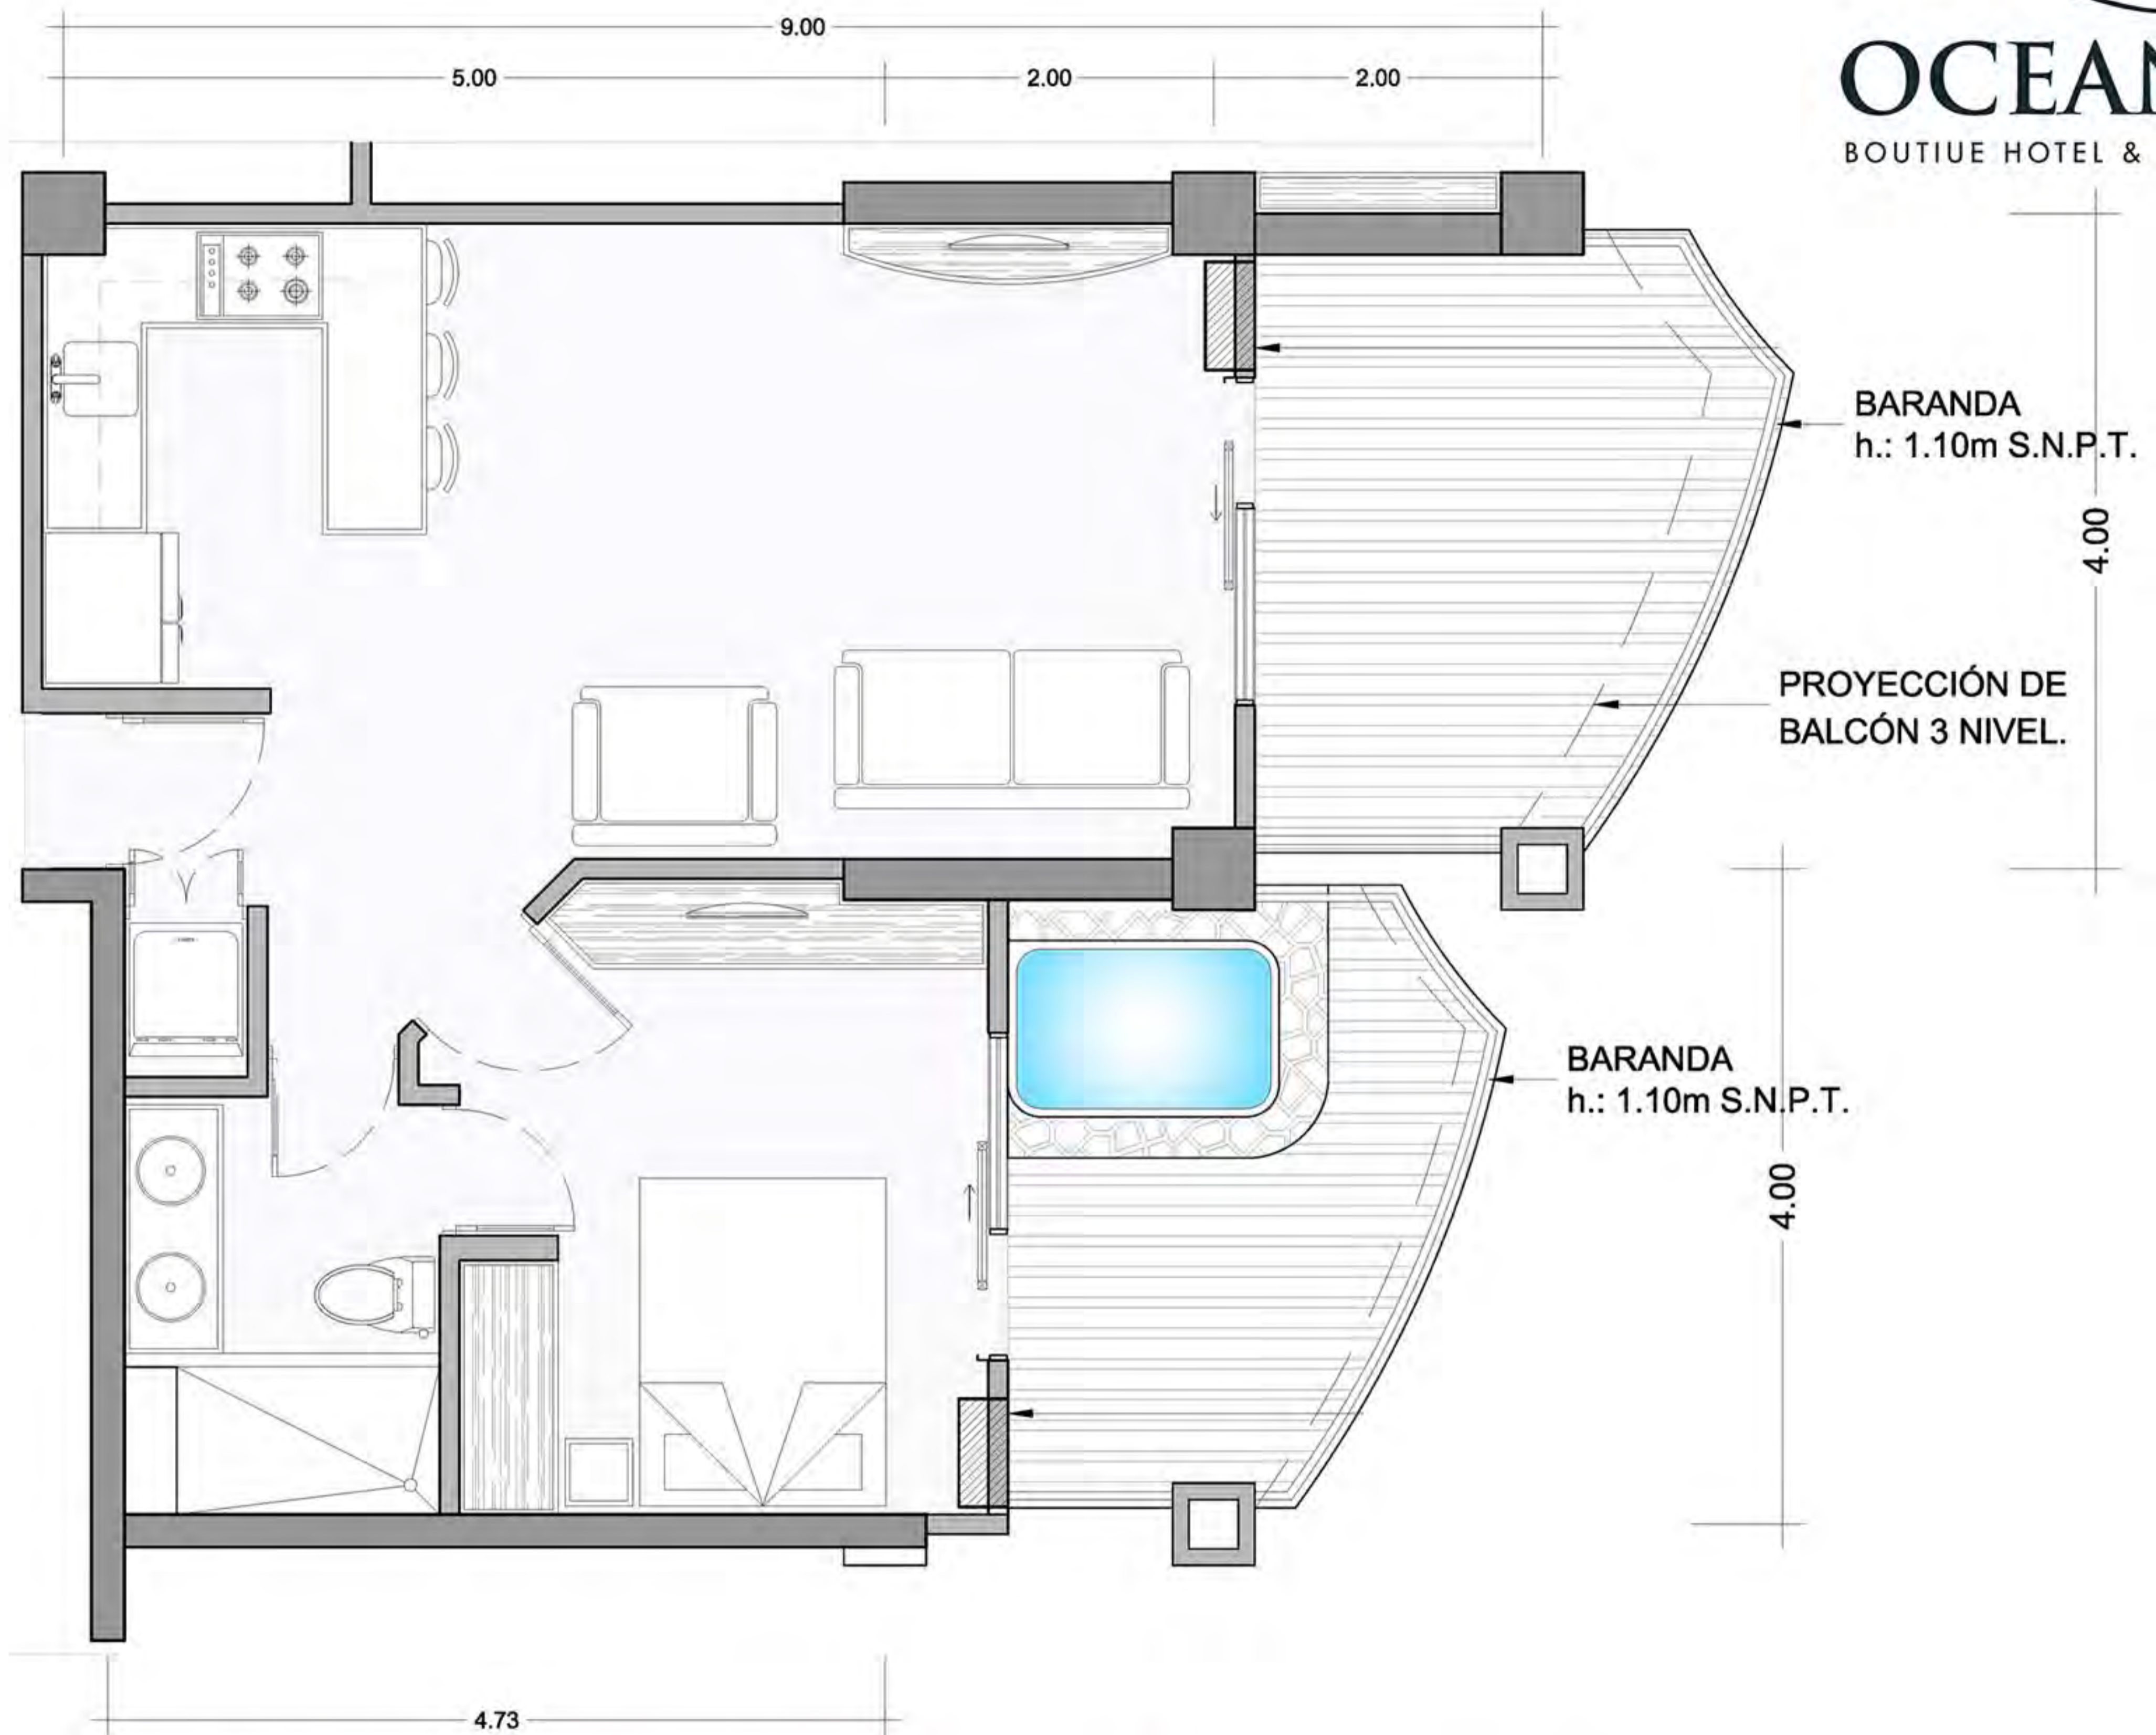 9.00
5.00
2.00
2.00
OCEAN
BOUTIUE HOTEL &
BARANDA
h.: 1.10m S.N.P.T.
4.00
PROYECCIÓN DE
BALCÓN 3 NIVEL.
BARANDA
h.: 1.10m S.N.P.T.
4.00
4.73